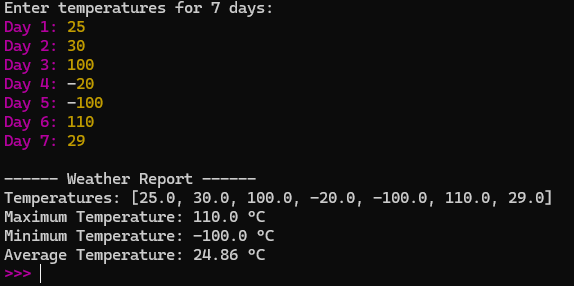 Enter temperatures for 7 days:
Day 1: 25
Day 2: 30
Day 3: 100
Day 4: -20
Day 5: -100
Day 6: 110
Day 7: 29
------ Weather Report ------
Temperatures: [25.0, 30.0, 100.0, -20.0, -100.0, 110.0, 29.0]
Maximum Temperature: 110.0 °C
Minimum Temperature: -100.0 °C
Average Temperature: 24.86 °C
>>>